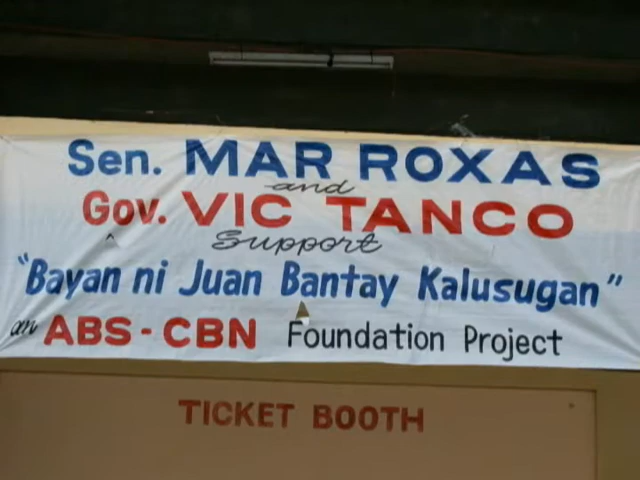 Sen. MAR ROXAS
and
Gov. VIC TANCO
Support
"Bayan ni Juan Bantay Kalusugan"
an ABS-CBN Foundation Project
TICKET BOOTH